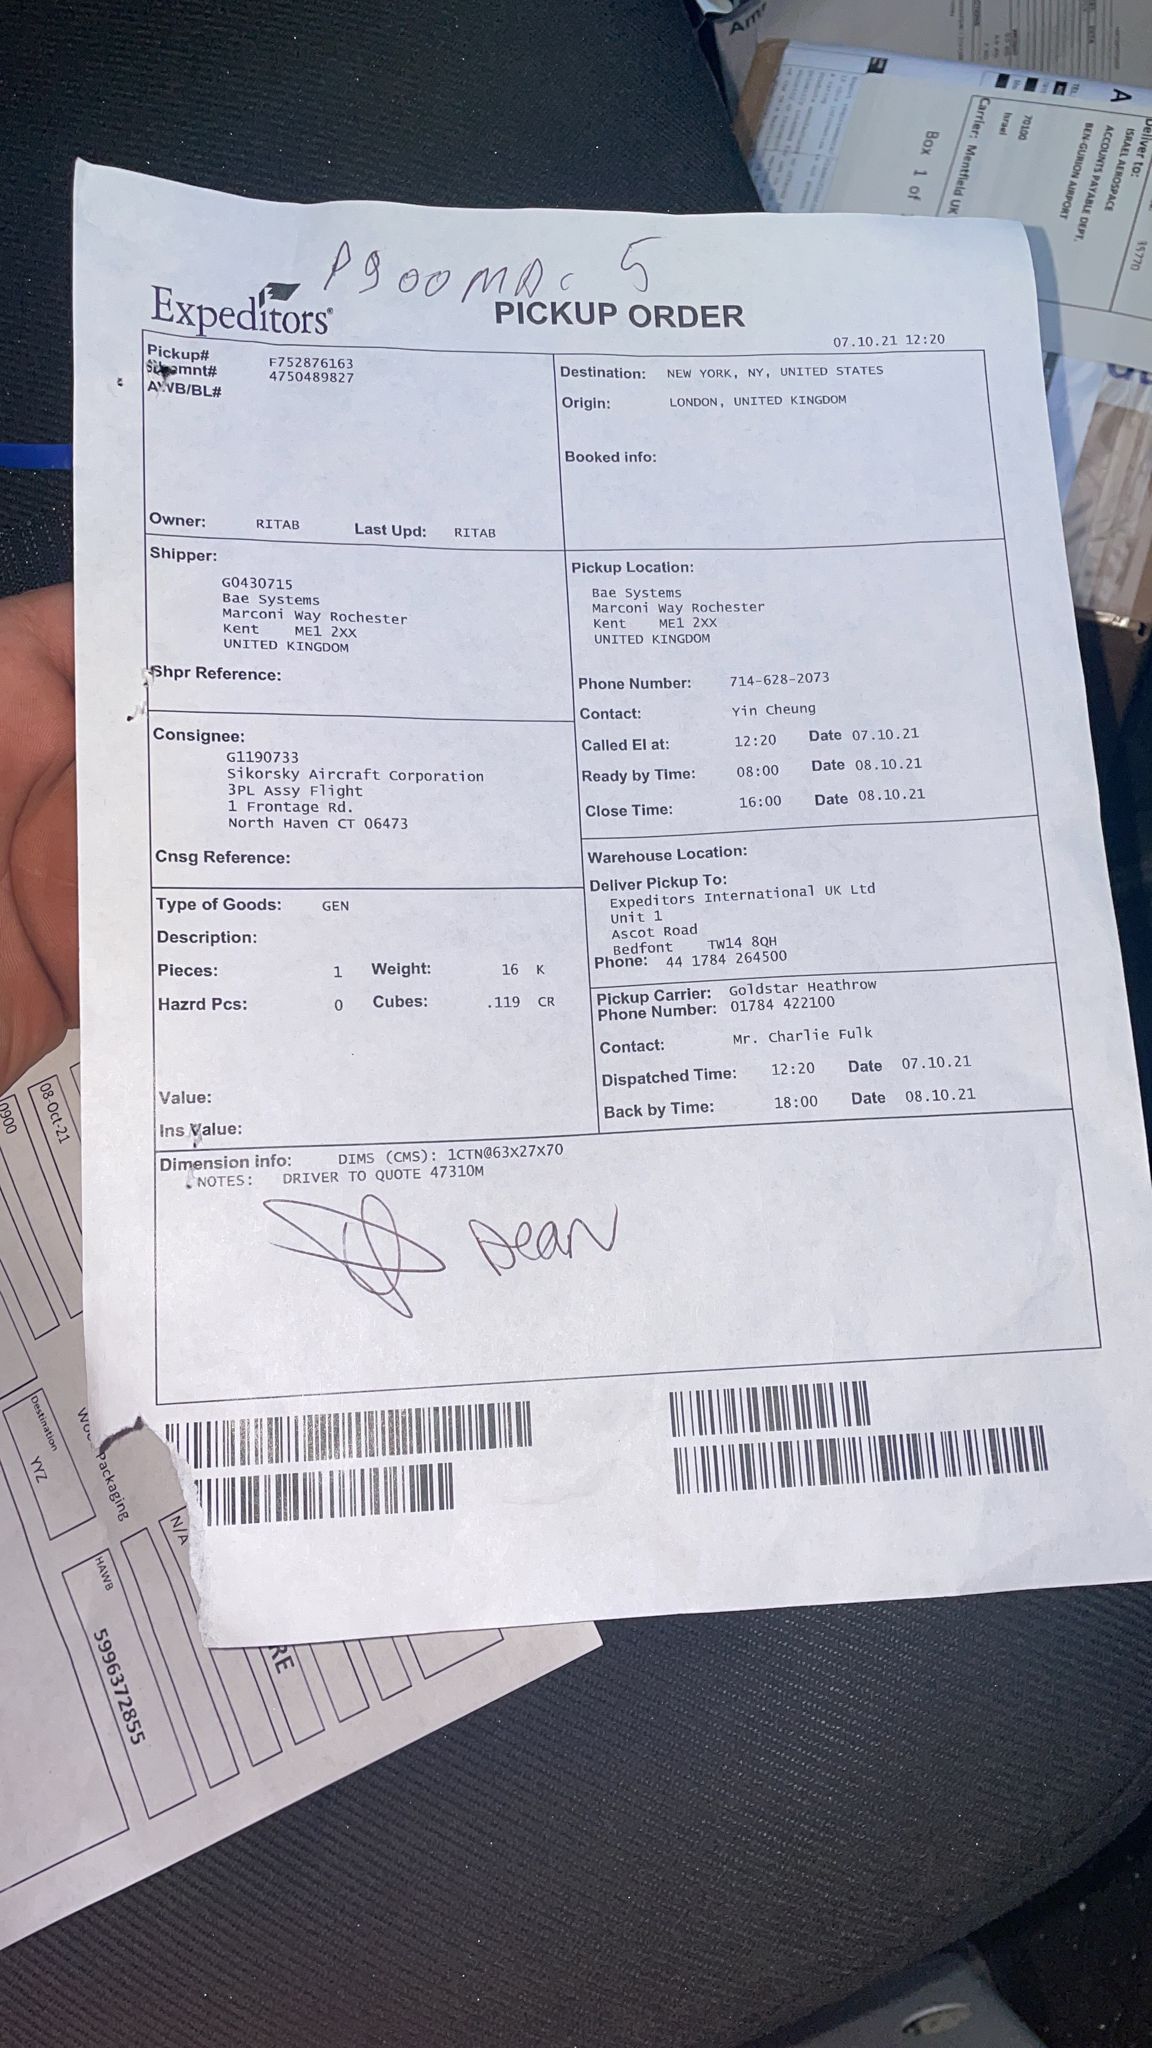 P900MDC 5
Expeditors®
PICKUP ORDER
07.10.21 12:20
Pickup# F752876163
4750489827
AWB/BL#
Destination: NEW YORK, NY, UNITED STATES
Origin: LONDON, UNITED KINGDOM
Booked info:
Owner: RITAB Last Upd: RITAB
Shipper:
G0430715
Bae Systems
Marconi Way Rochester
Kent ME1 2XX
UNITED KINGDOM
Shpr Reference:
Pickup Location:
Bae Systems
Marconi Way Rochester
Kent ME1 2XX
UNITED KINGDOM
Phone Number: 714-628-2073
Contact: Yin Cheung
Called EI at: 12:20 Date 07.10.21
Ready by Time: 08:00 Date 08.10.21
Close Time: 16:00 Date 08.10.21
Consignee:
G1190733
Sikorsky Aircraft Corporation
3PL Assy Flight
1 Frontage Rd.
North Haven CT 06473
Cnsg Reference:
Warehouse Location:
Deliver Pickup To:
Expeditors International UK Ltd
Unit 1
Ascot Road
Bedfont TW14 8QH
Phone: 44 1784 264500
Type of Goods: GEN
Description:
Pieces: 1 Weight: 16 K
Hazrd Pcs: 0 Cubes: .119 CR
Value:
Ins Value:
Pickup Carrier: Goldstar Heathrow
Phone Number: 01784 422100
Contact: Mr. Charlie Fulk
Dispatched Time: 12:20 Date 07.10.21
Back by Time: 18:00 Date 08.10.21
Dimension info: DIMS (CMS): 1CTN@63X27X70
NOTES: DRIVER TO QUOTE 47310M
Dean
Deliver to:
ISRAEL AEROSPACE
ACCOUNTS PAYABLE DEPT.
BEN-GURION AIRPORT
70100
Israel
Carrier: Mentfield UK
Box 1 of
A
0900
08-Oct-21
Destination
YYZ
Packaging
N/A
HAWB
5996372855